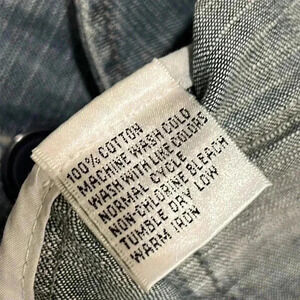 100% COTTON
MACHINE WASH COLD
WASH WITH LIKE COLORS
NORMAL CYCLE
NON-CHLORINE BLEACH
TUMBLE DRY LOW
WARM IRON